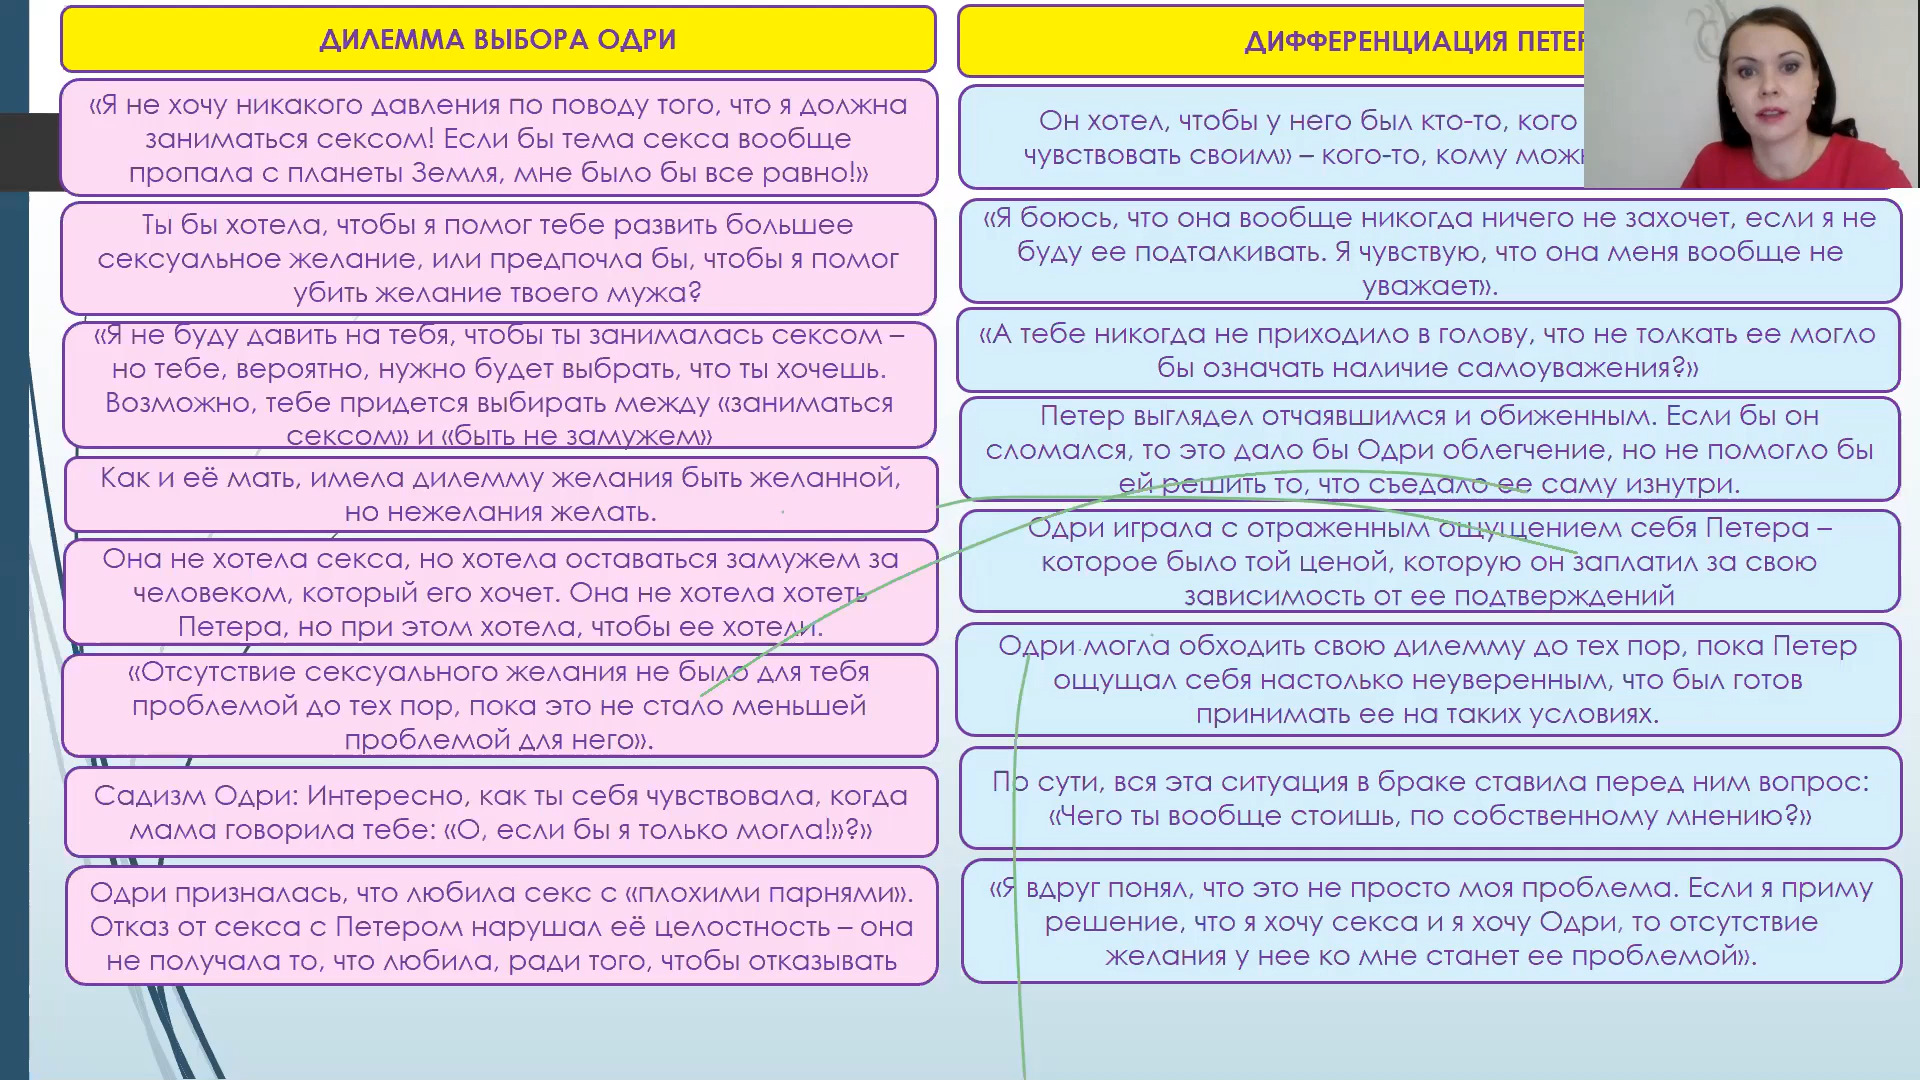 ДИЛЕММА ВЫБОРА ОДРИ
«Я не хочу никакого давления по поводу того, что я должна
заниматься сексом! Если бы тема секса вообще
пропала с планеты Земля, мне было бы все равно!»
Ты бы хотела, чтобы я помог тебе развить большее
сексуальное желание, или предпочла бы, чтобы я помог
убить желание твоего мужа?
«Я не буду давить на тебя, чтобы ты занималась сексом –
но тебе, вероятно, нужно будет выбрать, что ты хочешь.
Возможно, тебе придется выбирать между «заниматься
сексом» и «быть не замужем»
Как и её мать, имела дилемму желания быть желанной,
но нежелания желать.
Она не хотела секса, но хотела оставаться замужем за
человеком, который его хочет. Она не хотела хотеть
Петера, но при этом хотела, чтобы ее хотели.
«Отсутствие сексуального желания не было для тебя
проблемой до тех пор, пока это не стало меньшей
проблемой для него».
Садизм Одри: Интересно, как ты себя чувствовала, когда
мама говорила тебе: «О, если бы я только могла!»?»
Одри призналась, что любила секс с «плохими парнями».
Отказ от секса с Петером нарушал её целостность – она
не получала то, что любила, ради того, чтобы отказывать
ДИФФЕРЕНЦИАЦИЯ
Он хотел, чтобы у него был кто-то, кого
чувствовать своим» – кого-то, кому
«Я боюсь, что она вообще никогда ничего не захочет, если я не
буду ее подталкивать. Я чувствую, что она меня вообще не
уважает».
«А тебе никогда не приходило в голову, что не толкать ее могло
бы означать наличие самоуважения?»
Петер выглядел отчаявшимся и обиженным. Если бы он
сломался, то это дало бы Одри облегчение, но не помогло бы
ей решить то, что съедало ее саму изнутри.
Одри играла с отраженным ощущением себя Петера –
которое было той ценой, которую он заплатил за свою
зависимость от ее подтверждений
Одри могла обходить свою дилемму до тех пор, пока Петер
ощущал себя настолько неуверенным, что был готов
принимать ее на таких условиях.
По сути, вся эта ситуация в браке ставила перед ним вопрос:
«Чего ты вообще стоишь, по собственному мнению?»
«Я вдруг понял, что это не просто моя проблема. Если я приму
решение, что я хочу секса и я хочу Одри, то отсутствие
желания у нее ко мне станет ее проблемой».